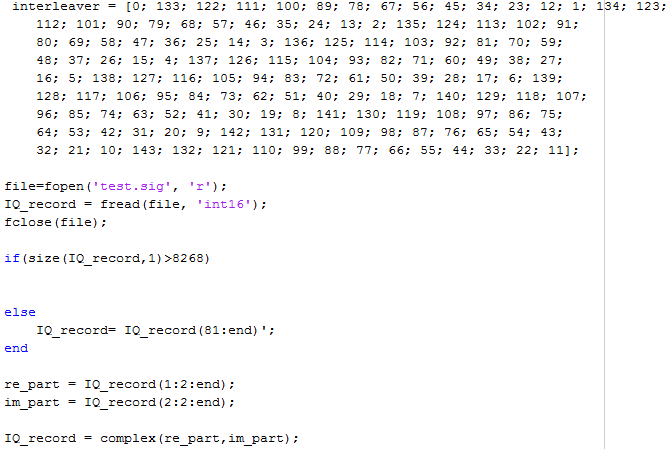 interleaver = [0; 133; 122; 111; 100; 89; 78; 67; 56; 45; 34; 23; 12; 1; 134; 123;
112; 101; 90; 79; 68; 57; 46; 35; 24; 13; 2; 135; 124; 113; 102; 91;
80; 69; 58; 47; 36; 25; 14; 3; 136; 125; 114; 103; 92; 81; 70; 59;
48; 37; 26; 15; 4; 137; 126; 115; 104; 93; 82; 71; 60; 49; 38; 27;
16; 5; 138; 127; 116; 105; 94; 83; 72; 61; 50; 39; 28; 17; 6; 139;
128; 117; 106; 95; 84; 73; 62; 51; 40; 29; 18; 7; 140; 129; 118; 107;
96; 85; 74; 63; 52; 41; 30; 19; 8; 141; 130; 119; 108; 97; 86; 75;
64; 53; 42; 31; 20; 9; 142; 131; 120; 109; 98; 87; 76; 65; 54; 43;
32; 21; 10; 143; 132; 121; 110; 99; 88; 77; 66; 55; 44; 33; 22; 11];
file=fopen('test.sig', 'r');
IQ_record = fread(file, 'int16');
fclose(file);
if(size(IQ_record,1)>8268)
else
IQ_record= IQ_record(81:end)';
end
re_part = IQ_record(1:2:end);
im_part = IQ_record(2:2:end);
IQ_record = complex(re_part,im_part);